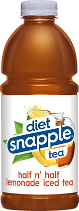 diet
snapple
tea
half n' half
lemonade iced tea